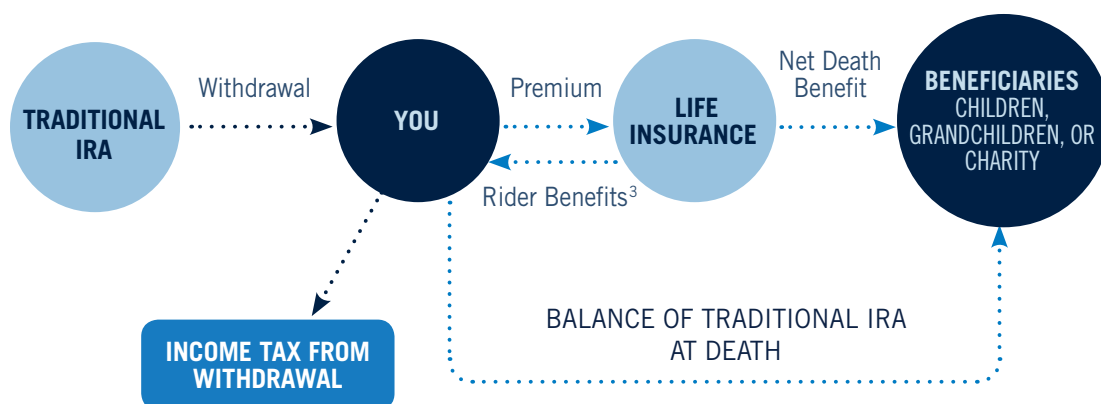 TRADITIONAL
IRA
Withdrawal
YOU
Premium
Rider Benefits³
LIFE
INSURANCE
Net Death
Benefit
BENEFICIARIES
CHILDREN,
GRANDCHILDREN, OR
CHARITY
INCOME TAX FROM
WITHDRAWAL
BALANCE OF TRADITIONAL IRA
AT DEATH